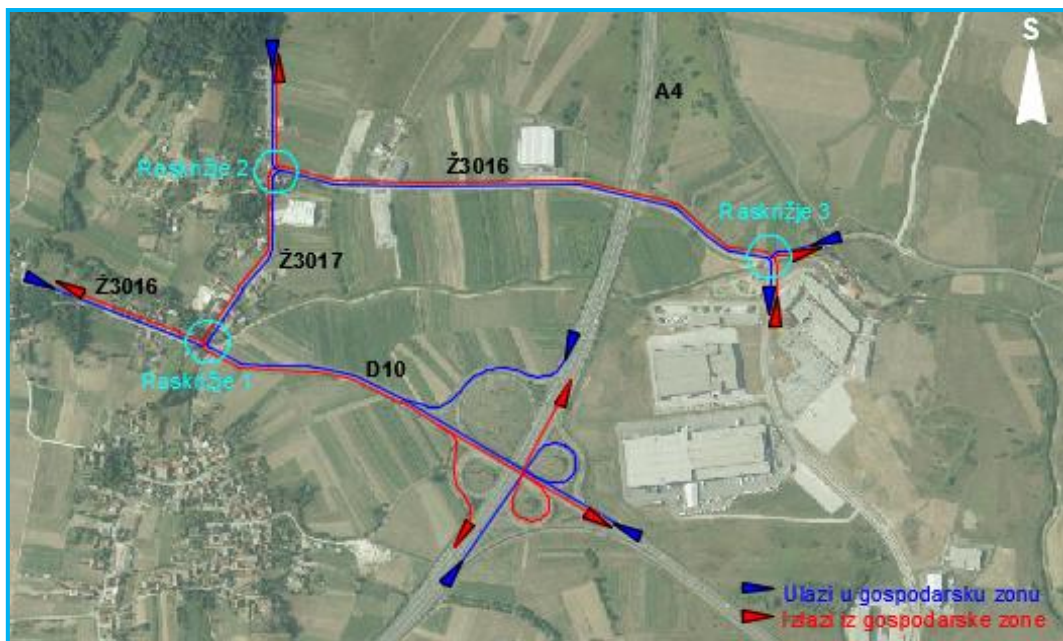 S
A4
Raskrižje 2
Ž3016
Raskrižje 3
Ž3017
Ž3016
Raskrižje 1
D10
Ulazi u gospodarsku zonu
Izlazi iz gospodarske zone